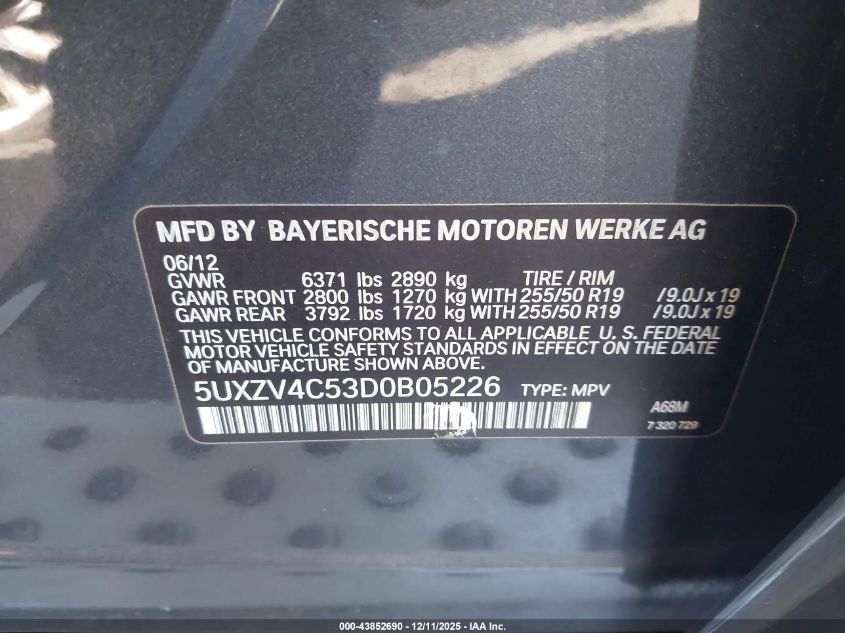 MFD BY BAYERISCHE MOTOREN WERKE AG
06/12
GVWR 6371 lbs 2890 kg TIRE / RIM
GAWR FRONT 2800 lbs 1270 kg WITH 255/50 R19 /9.0J x 19
GAWR REAR 3792 lbs 1720 kg WITH 255/50 R19 /9.0J x 19
THIS VEHICLE CONFORMS TO ALL APPLICABLE U. S. FEDERAL
MOTOR VEHICLE SAFETY STANDARDS IN EFFECT ON THE DATE
OF MANUFACTURE SHOWN ABOVE.
5UXZV4C53D0B05226 TYPE: MPV
A68M
7 320 729
000-43852690 - 12/11/2025 - IAA Inc.